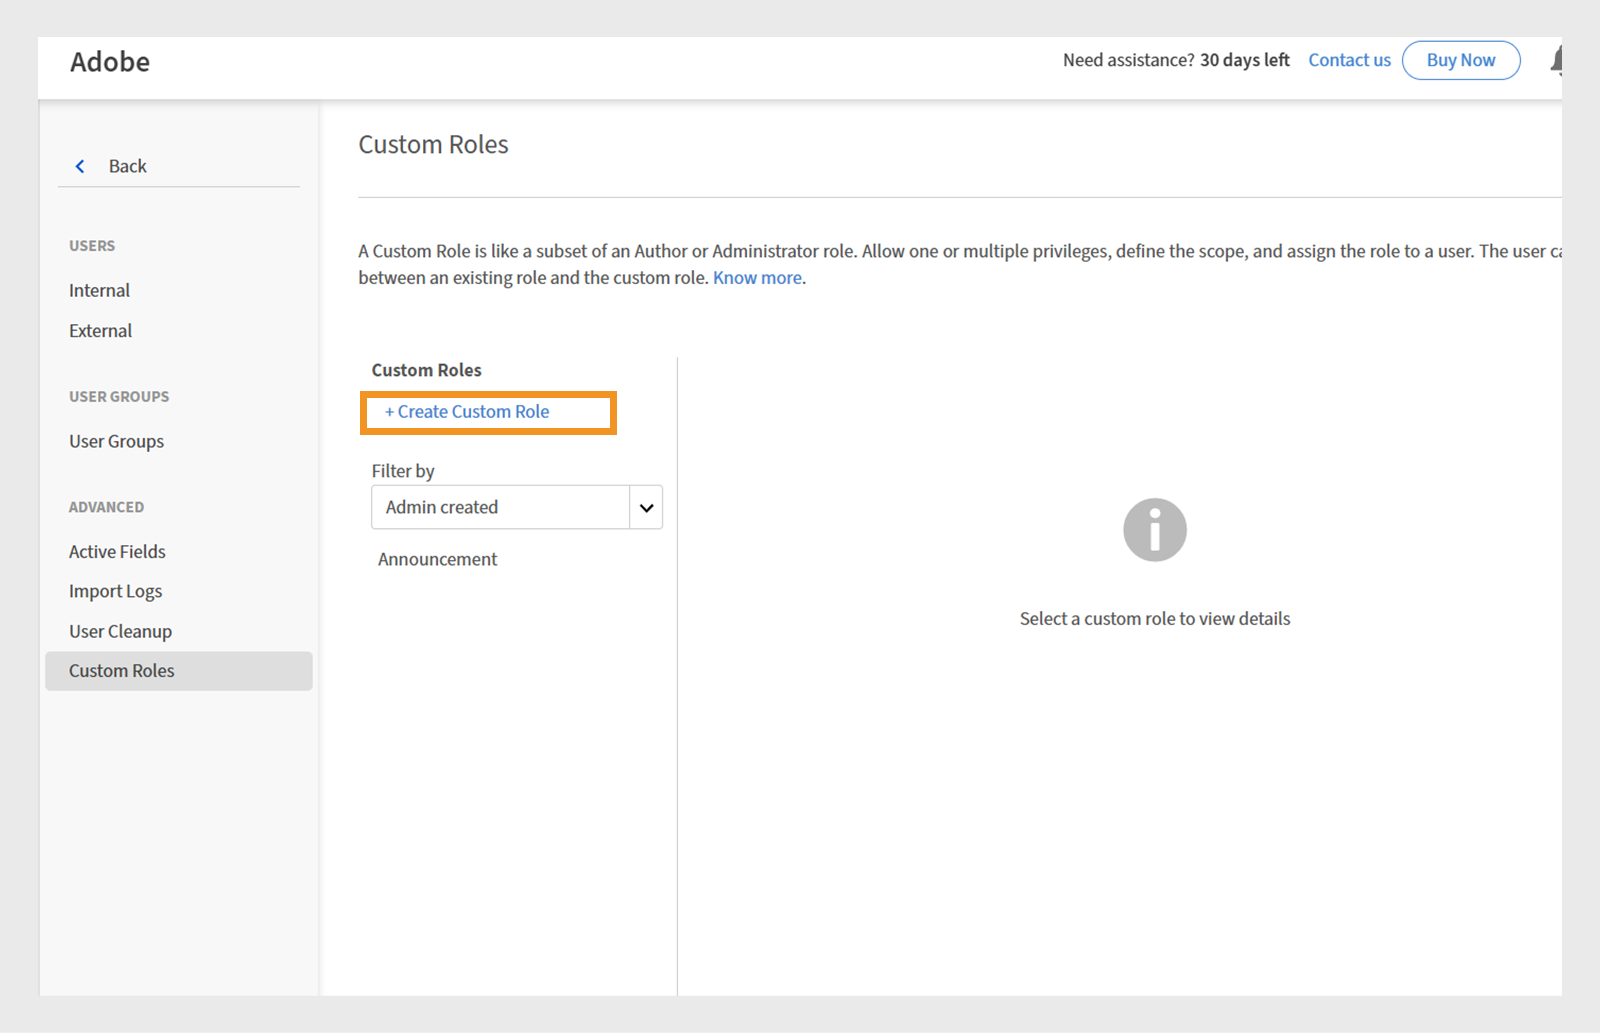 Adobe
Need assistance? 30 days left Contact us Buy Now
Back
USERS
Internal
External
USER GROUPS
User Groups
ADVANCED
Active Fields
Import Logs
User Cleanup
Custom Roles
Custom Roles
A Custom Role is like a subset of an Author or Administrator role. Allow one or multiple privileges, define the scope, and assign the role to a user. The user
between an existing role and the custom role. Know more.
Custom Roles
+ Create Custom Role
Filter by
Admin created
Announcement
Select a custom role to view details